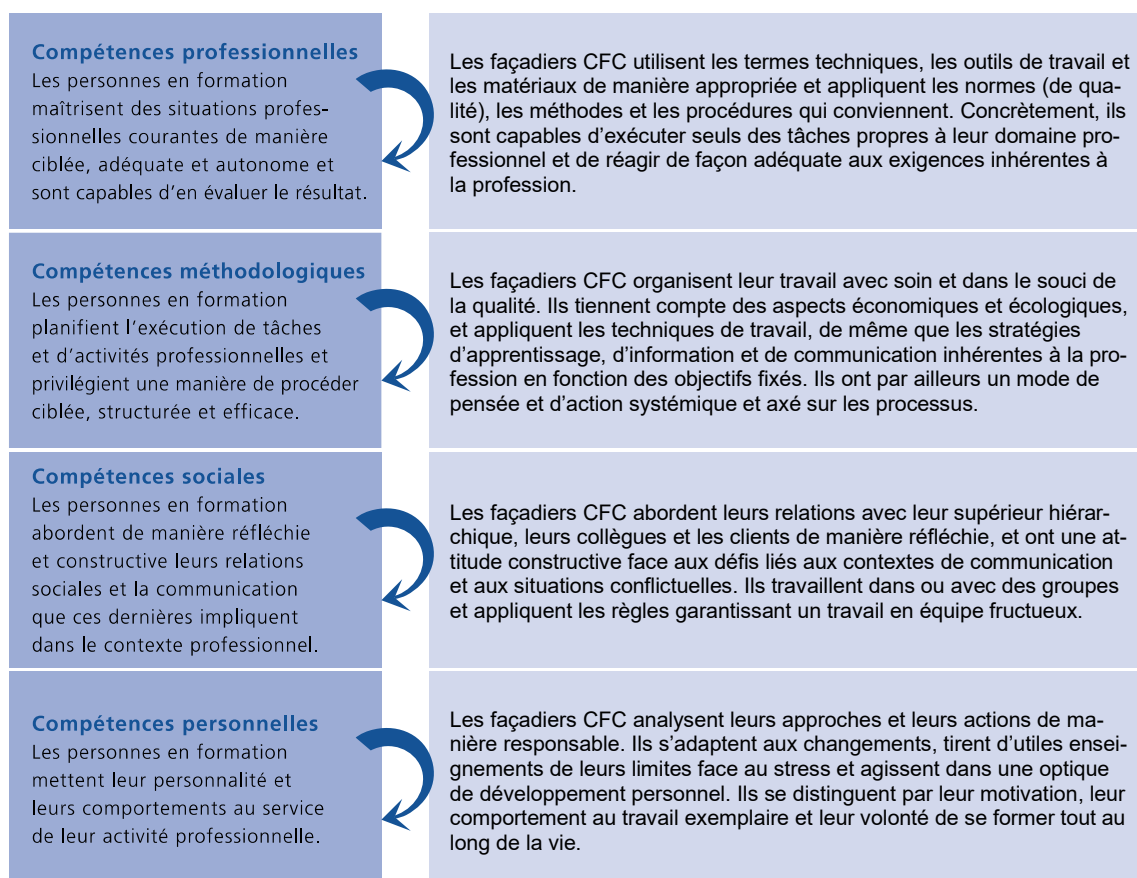 Compétences professionnelles
Les personnes en formation
maîtrisent des situations profes-
sionnelles courantes de manière
ciblée, adéquate et autonome et
sont capables d’en évaluer le résultat.
Les façadiers CFC utilisent les termes techniques, les outils de travail et
les matériaux de manière appropriée et appliquent les normes (de qua-
lité), les méthodes et les procédures qui conviennent. Concrètement, ils
sont capables d’exécuter seuls des tâches propres à leur domaine pro-
fessionnel et de réagir de façon adéquate aux exigences inhérentes à
la profession.
Compétences méthodologiques
Les personnes en formation
planifient l’exécution de tâches
et d’activités professionnelles et
privilégient une manière de procéder
ciblée, structurée et efficace.
Les façadiers CFC organisent leur travail avec soin et dans le souci de
la qualité. Ils tiennent compte des aspects économiques et écologiques,
et appliquent les techniques de travail, de même que les stratégies
d’apprentissage, d’information et de communication inhérentes à la pro-
fession en fonction des objectifs fixés. Ils ont par ailleurs un mode de
pensée et d’action systémique et axé sur les processus.
Compétences sociales
Les personnes en formation
abordent de manière réfléchie
et constructive leurs relations
sociales et la communication
que ces dernières impliquent
dans le contexte professionnel.
Les façadiers CFC abordent leurs relations avec leur supérieur hiérar-
chique, leurs collègues et les clients de manière réfléchie, et ont une at-
titude constructive face aux défis liés aux contextes de communication
et aux situations conflictuelles. Ils travaillent dans ou avec des groupes
et appliquent les règles garantissant un travail en équipe fructueux.
Compétences personnelles
Les personnes en formation
mettent leur personnalité et
leurs comportements au service
de leur activité professionnelle.
Les façadiers CFC analysent leurs approches et leurs actions de ma-
nière responsable. Ils s’adaptent aux changements, tirent d’utiles ensei-
gnements de leurs limites face au stress et agissent dans une optique
de développement personnel. Ils se distinguent par leur motivation, leur
comportement au travail exemplaire et leur volonté de se former tout au
long de la vie.